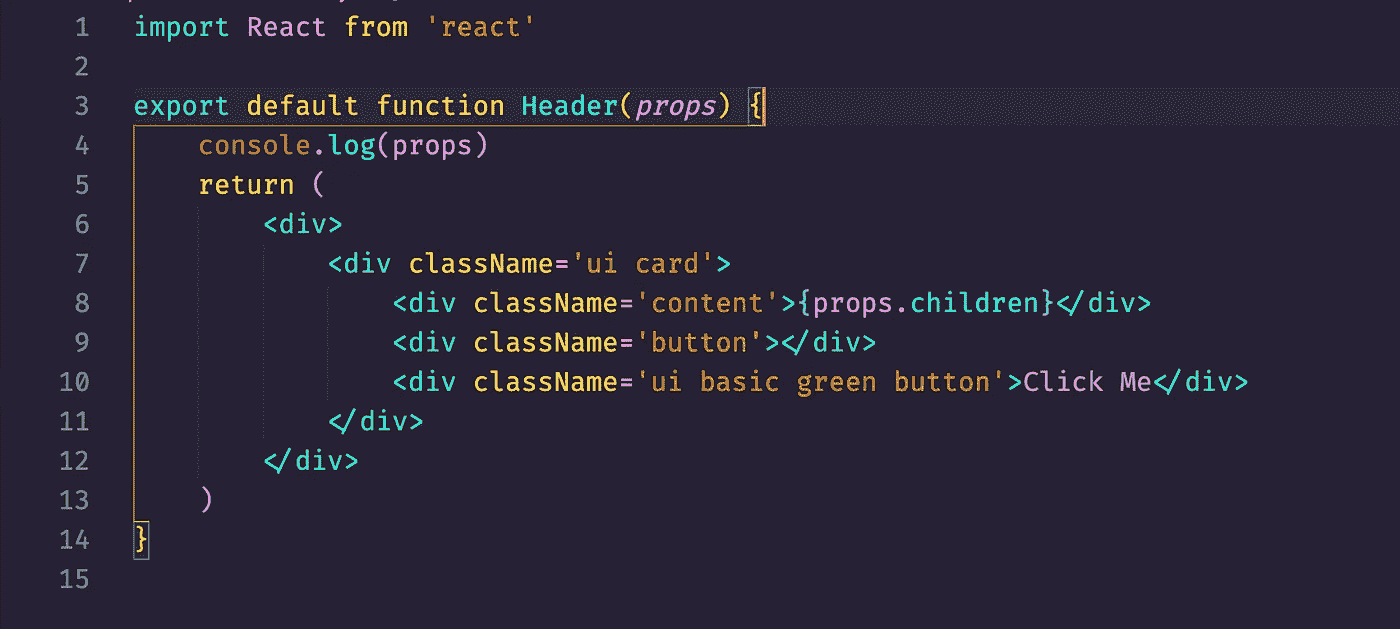 1 import React from 'react'
2
3 export default function Header(props) {
4     console.log(props)
5     return (
6         <div>
7             <div className='ui card'>
8                 <div className='content'>{props.children}</div>
9                 <div className='button'></div>
10                 <div className='ui basic green button'>Click Me</div>
11             </div>
12         </div>
13     )
14 }
15